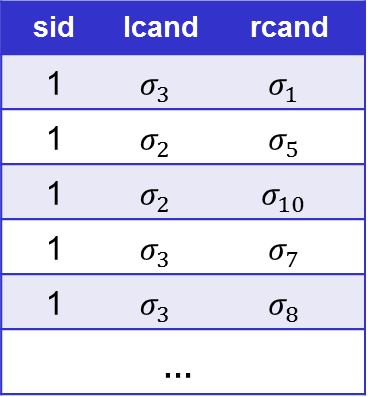 sid lcand rcand
1 σ₃ σ₁
1 σ₂ σ₅
1 σ₂ σ₁₀
1 σ₃ σ₇
1 σ₃ σ₈
...